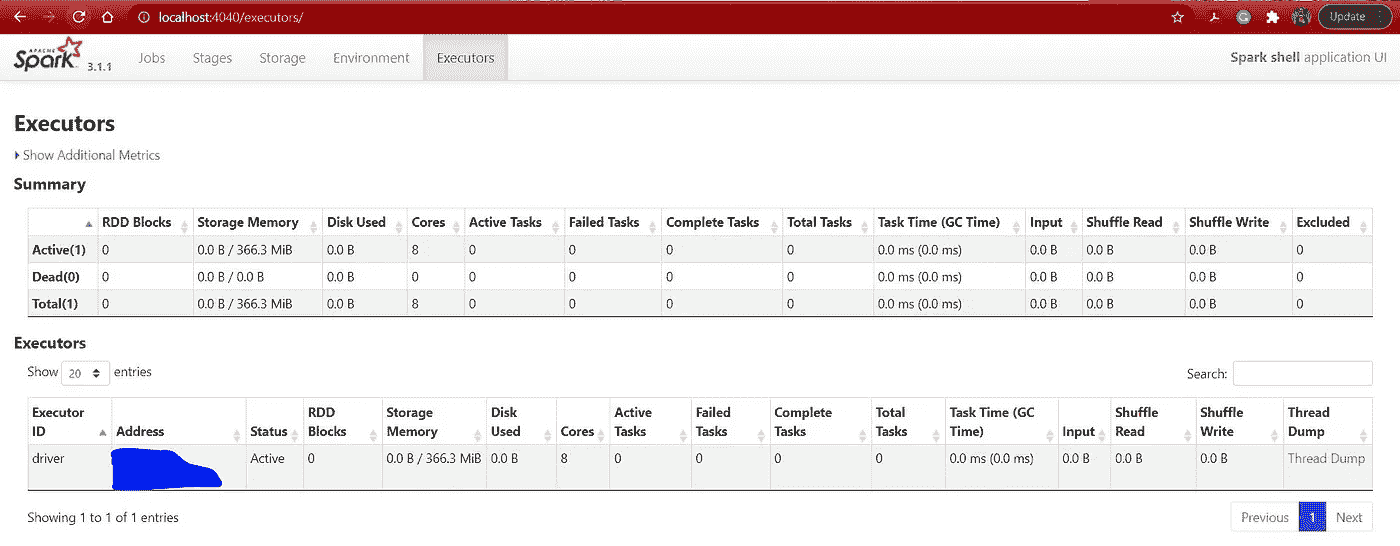 localhost:4040/executors/
Update
APACHE
Spark 3.1.1 Jobs Stages Storage Environment Executors Spark shell application UI
Executors
Show Additional Metrics
Summary
RDD Blocks Storage Memory Disk Used Cores Active Tasks Failed Tasks Complete Tasks Total Tasks Task Time (GC Time) Input Shuffle Read Shuffle Write Excluded
Active(1) 0 0.0 B / 366.3 MiB 0.0 B 8 0 0 0 0 0.0 ms (0.0 ms) 0.0 B 0.0 B 0.0 B 0
Dead(0) 0 0.0 B / 0.0 B 0.0 B 0 0 0 0 0 0.0 ms (0.0 ms) 0.0 B 0.0 B 0.0 B 0
Total(1) 0 0.0 B / 366.3 MiB 0.0 B 8 0 0 0 0 0.0 ms (0.0 ms) 0.0 B 0.0 B 0.0 B 0
Executors
Show 20 entries Search:
Executor ID Address Status RDD Blocks Storage Memory Disk Used Cores Active Tasks Failed Tasks Complete Tasks Total Tasks Task Time (GC Time) Input Shuffle Read Shuffle Write Thread Dump
driver Active 0 0.0 B / 366.3 MiB 0.0 B 8 0 0 0 0 0.0 ms (0.0 ms) 0.0 B 0.0 B 0.0 B Thread Dump
Showing 1 to 1 of 1 entries Previous 1 Next